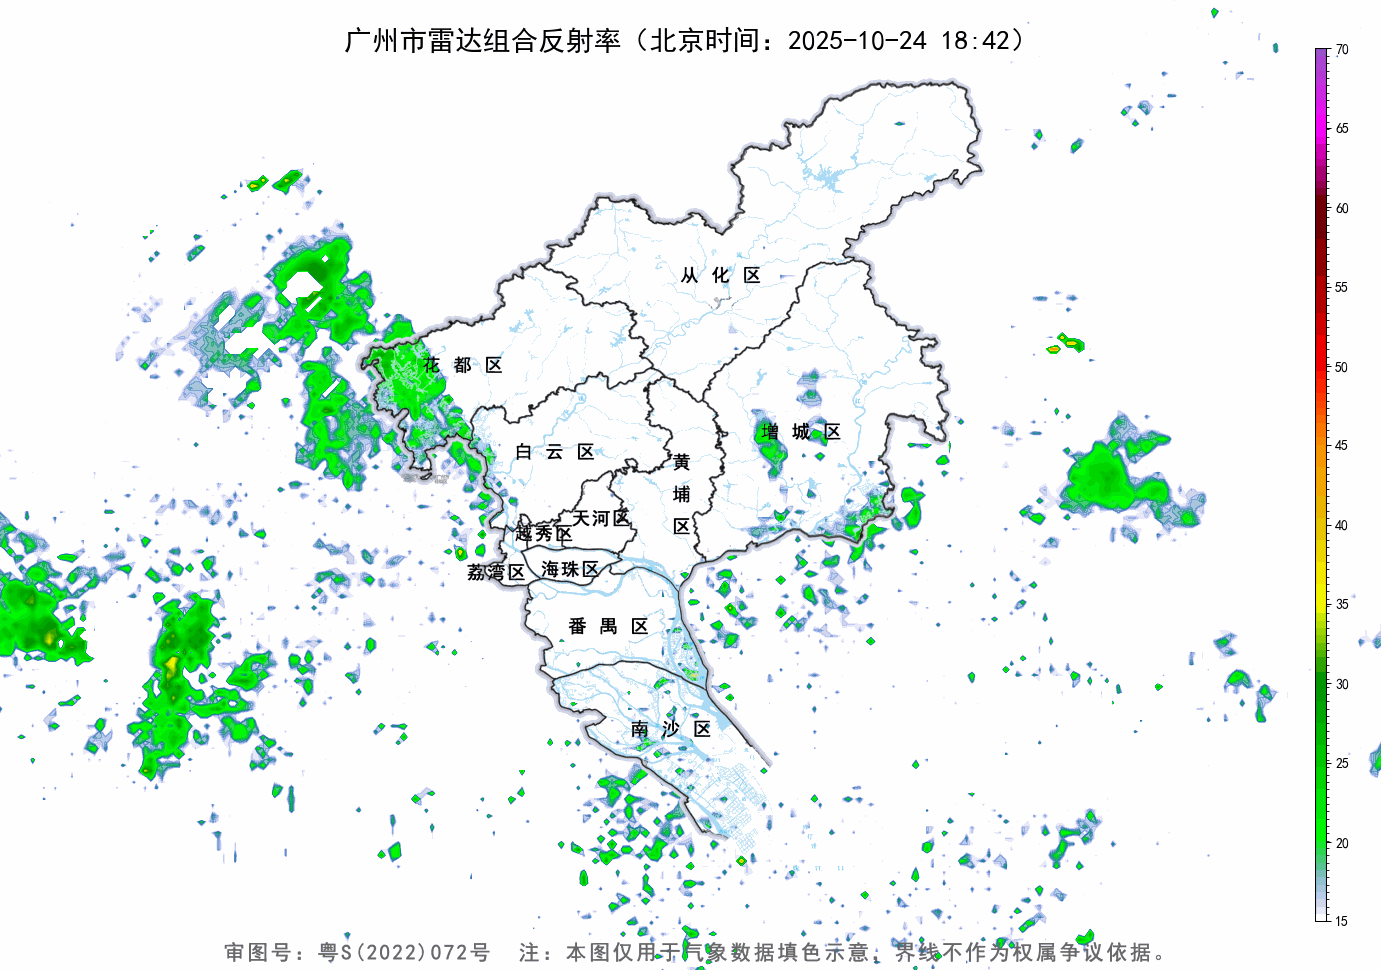 广州市雷达组合反射率（北京时间：2025-10-24 18:42）
70
65
60
55
50
45
40
35
30
25
20
15
从化区
花都区
增城区
白云区
黄埔区
天河区
越秀区
荔湾区
海珠区
番禺区
南沙区
审图号：粤S(2022)072号 注：本图仅用于气象数据填色示意，界线不作为权属争议依据。